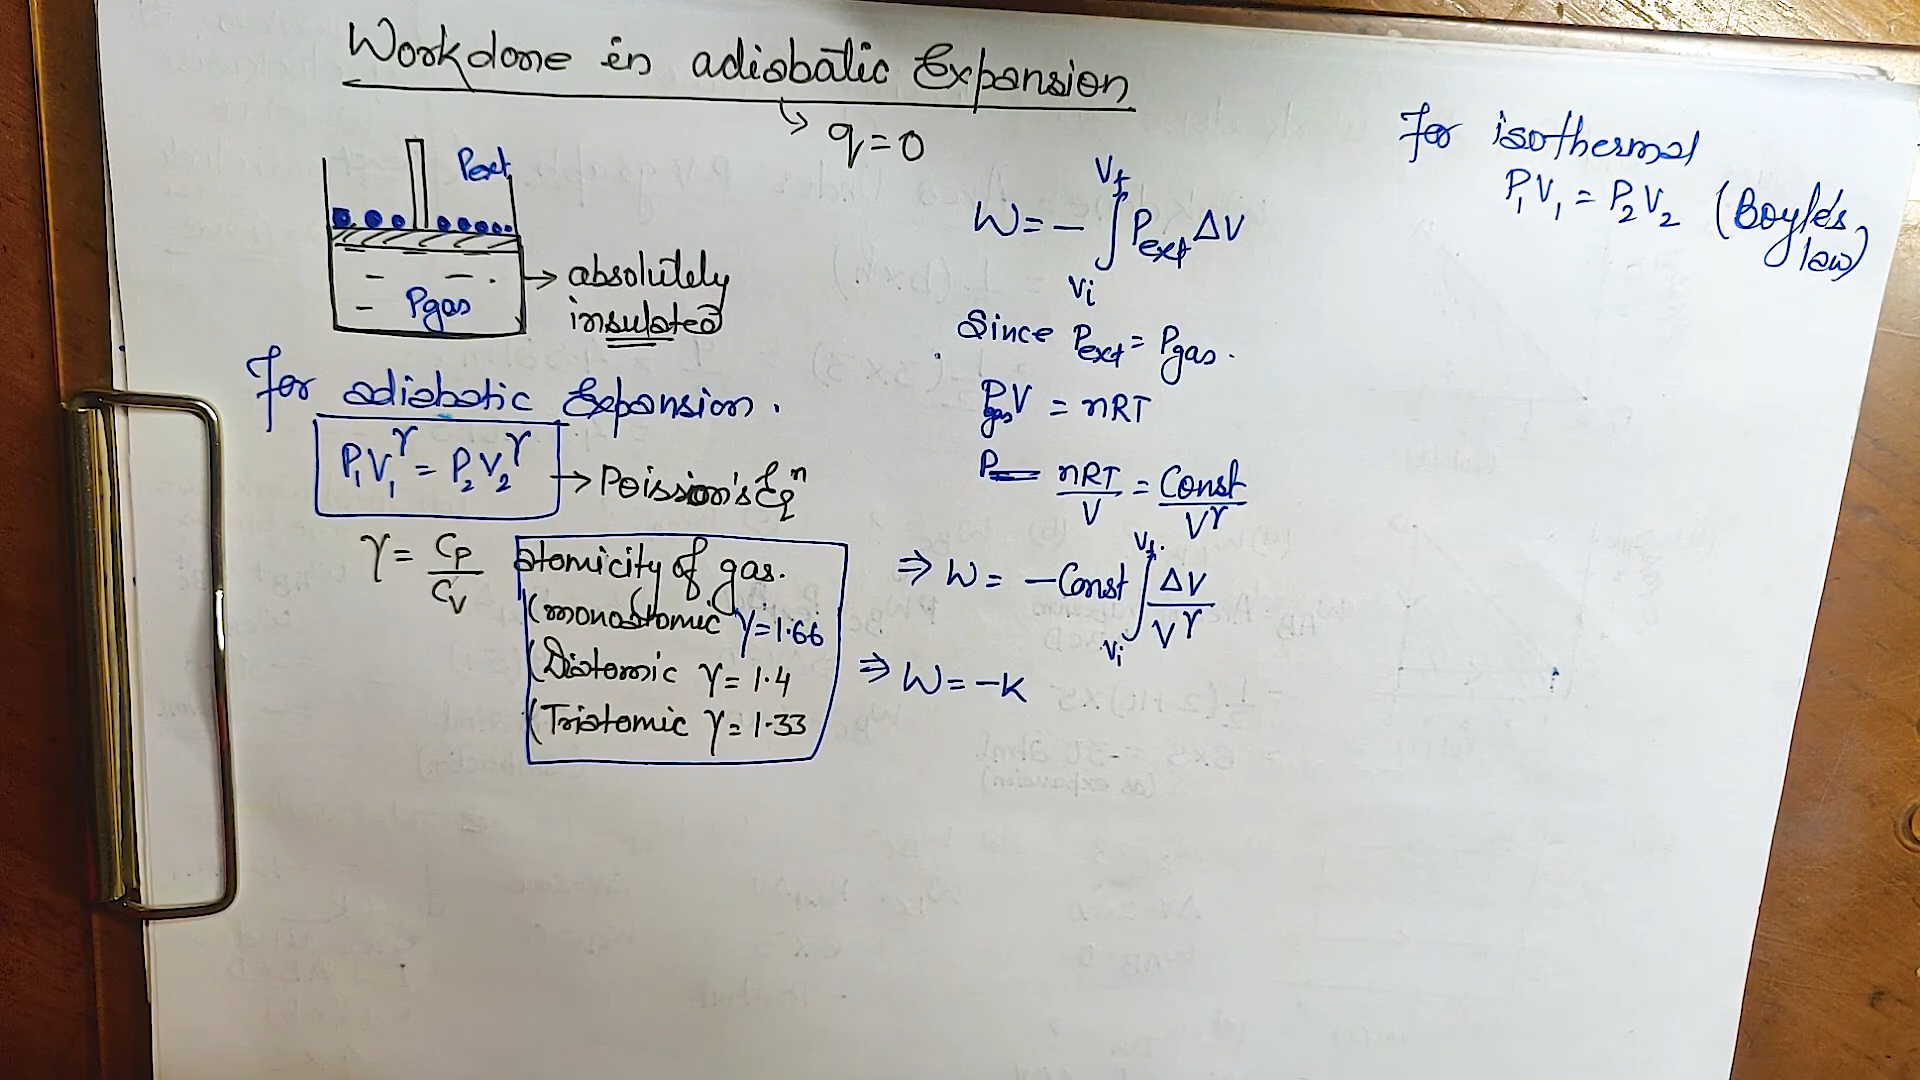 Workdone in adiabatic Expansion
q = 0
Pext
Pgas
absolutely
insulated
For adiabatic Expansion.
P₁V₁^γ = P₂V₂^γ → Poission's Eqⁿ
γ = Cp/Cv
atomicity of gas.
(monoatomic γ = 1.66
(Diatomic γ = 1.4
(Triatomic γ = 1.33
W = - ∫_{Vi}^{Vf} Pext ΔV
Since Pext = Pgas.
PgasV = nRT
nRT/V = Const/V^γ
⇒ W = -Const ∫_{Vi}^{Vf.} ΔV/V^γ
⇒ W = -K
For isothermal
P₁V₁ = P₂V₂ (Boyle's
law)